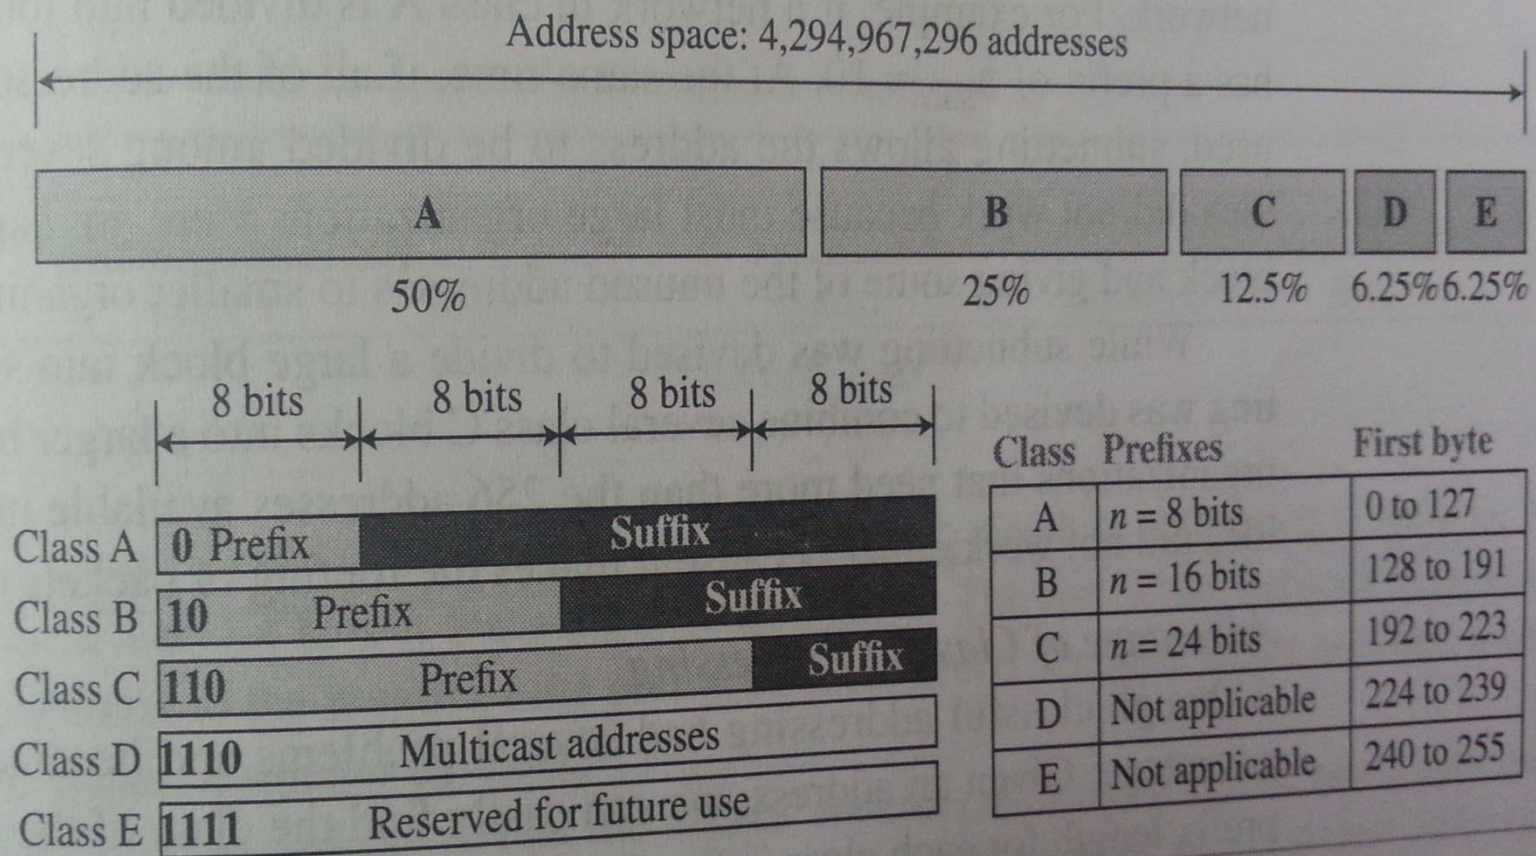 Address space: 4,294,967,296 addresses
A B C D E
50% 25% 12.5% 6.25% 6.25%
8 bits 8 bits 8 bits 8 bits
Class A 0 Prefix Suffix
Class B 10 Prefix Suffix
Class C 110 Prefix Suffix
Class D 1110 Multicast addresses
Class E 1111 Reserved for future use
Class Prefixes First byte
A n = 8 bits 0 to 127
B n = 16 bits 128 to 191
C n = 24 bits 192 to 223
D Not applicable 224 to 239
E Not applicable 240 to 255